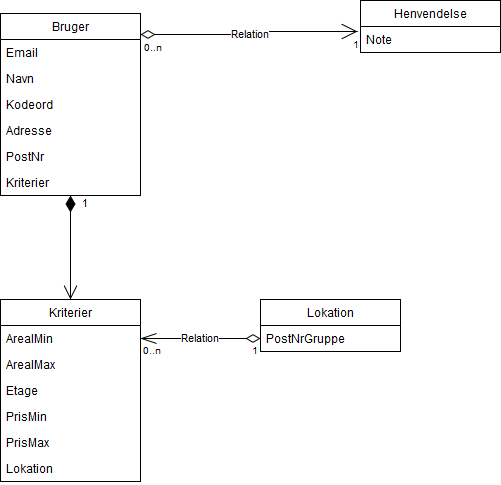 Bruger
Email
Navn
Kodeord
Adresse
PostNr
Kriterier
0..n
Relation
1
Henvendelse
Note
1
Kriterier
ArealMin
ArealMax
Etage
PrisMin
PrisMax
Lokation
0..n
Relation
1
Lokation
PostNrGruppe